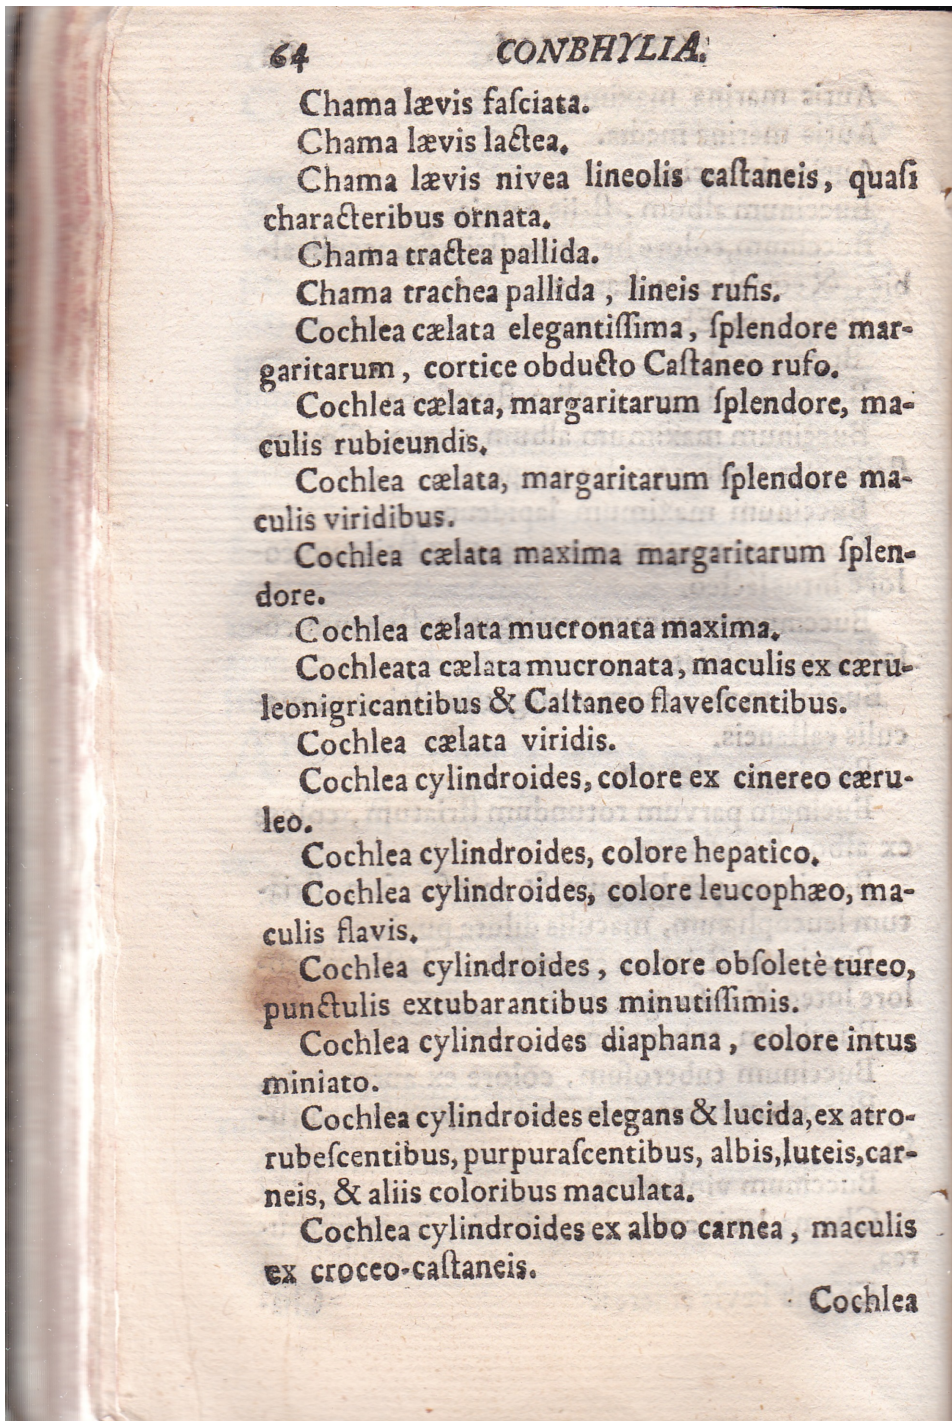 64 CONBHYLIA.
Chama lævis faſciata.
Chama lævis lactea.
Chama lævis nivea lineolis caſtaneis, quaſi
characteribus ornata.
Chama tractea pallida.
Chama trachea pallida, lineis rufis.
Cochlea cælata elegantiſſima, ſplendore mar-
garitarum, cortice obducto Caſtaneo rufo.
Cochlea cælata, margaritarum ſplendore, ma-
culis rubicundis.
Cochlea cælata, margaritarum ſplendore ma-
culis viridibus.
Cochlea cælata maxima margaritarum ſplen-
dore.
Cochlea cælata mucronata maxima.
Cochleata cælata mucronata, maculis ex cæru-
leonigricantibus & Caſtaneo flaveſcentibus.
Cochlea cælata viridis.
Cochlea cylindroides, colore ex cinereo cæru-
leo.
Cochlea cylindroides, colore hepatico.
Cochlea cylindroides, colore leucophæo, ma-
culis flavis.
Cochlea cylindroides, colore obſoletè tureo,
punctulis extubarantibus minutiſſimis.
Cochlea cylindroides diaphana, colore intus
miniato.
Cochlea cylindroides elegans & lucida, ex atro-
rubeſcentibus, purpuraſcentibus, albis, luteis, car-
neis, & aliis coloribus maculata.
Cochlea cylindroides ex albo carnea, maculis
ex croceo-caſtaneis.
Cochlea